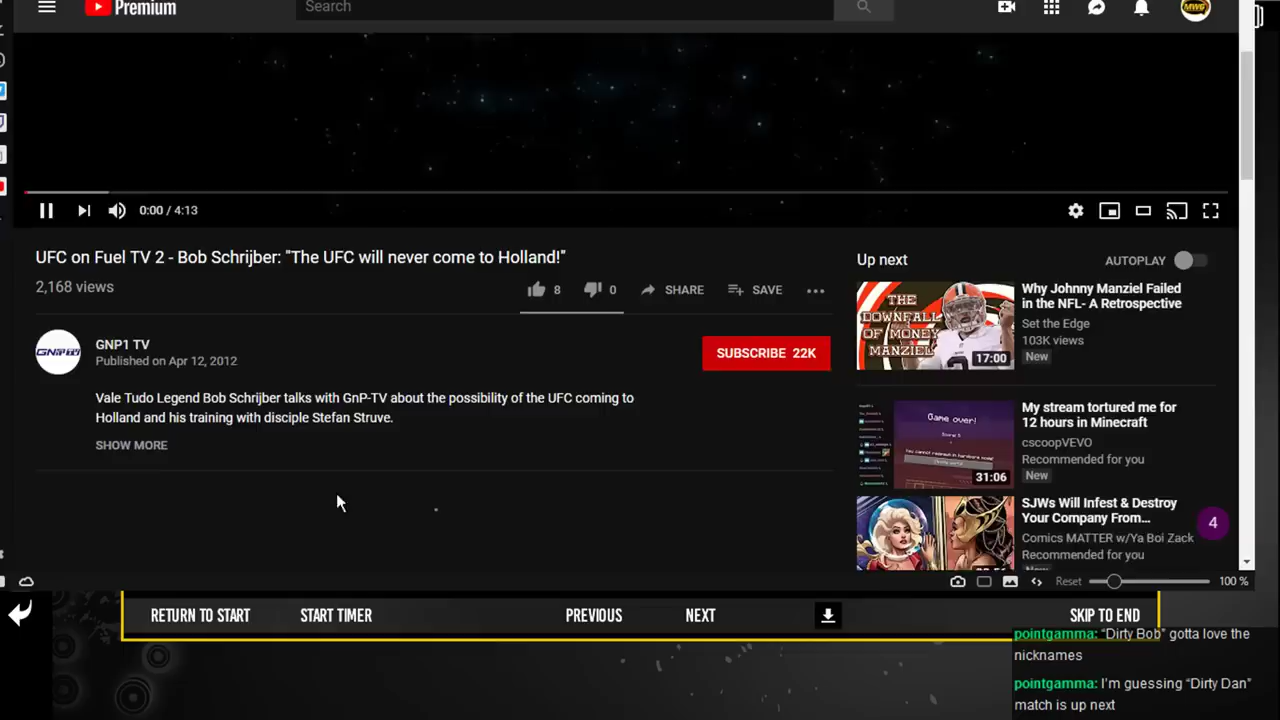 Premium
Search
MWG
0:00 / 4:13
UFC on Fuel TV 2 - Bob Schrijber: "The UFC will never come to Holland!"
2,168 views
8
0
SHARE
SAVE
GNP1 TV
Published on Apr 12, 2012
SUBSCRIBE 22K
Vale Tudo Legend Bob Schrijber talks with GnP-TV about the possibility of the UFC coming to
Holland and his training with disciple Stefan Struve.
SHOW MORE
Up next
AUTOPLAY
THE
DOWNFALL
OF MONEY
MANZIEL
17:00
Why Johnny Manziel Failed
in the NFL- A Retrospective
Set the Edge
103K views
New
Game over!
31:06
My stream tortured me for
12 hours in Minecraft
cscoopVEVO
Recommended for you
New
SJWs Will Infest & Destroy
Your Company From...
Comics MATTER w/Ya Boi Zack
Recommended for you
4
Reset
100 %
RETURN TO START
START TIMER
PREVIOUS
NEXT
SKIP TO END
pointgamma: “Dirty Bob” gotta love the
nicknames
pointgamma: I’m guessing “Dirty Dan”
match is up next